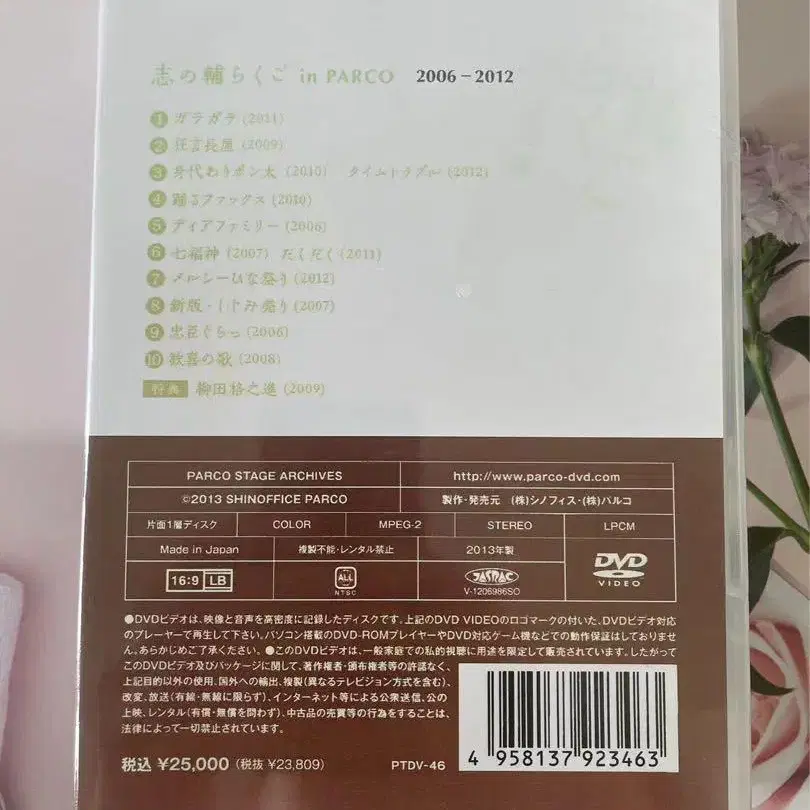 志の輔らくご in PARCO 2006-2012
1 ガラガラ (2011)
2 狂言長屋 (2009)
3 身代わりポン太 (2010) タイムトラブル (2012)
4 踊るファックス (2010)
5 ディアファミリー (2006)
6 七福神 (2007) だくだく (2011)
7 メルシーひな祭り (2012)
8 新版・しじみ売り (2007)
9 忠臣ぐらっ (2006)
10 歓喜の歌 (2008)
特典 柳田格之進 (2009)
PARCO STAGE ARCHIVES http://www.parco-dvd.com
©2013 SHINOFFICE PARCO 製作・発売元 (株)シノフィス・(株)パルコ
片面1層ディスク COLOR MPEG-2 STEREO LPCM
Made in Japan 複製不能・レンタル禁止 2013年製 DVD VIDEO
16:9 LB ALL NTSC JASRAC V-1206986SO
●DVDビデオは、映像と音声を高密度に記録したディスクです。上記のDVD VIDEOのロゴマークの付いた、DVDビデオ対応
のプレーヤーで再生して下さい。パソコン搭載のDVD-ROMプレイヤーやDVD対応ゲーム機などでの動作保証はしておりませ
ん。あらかじめご了承ください。●このDVDビデオは、一般家庭での私的視聴に用途を限定して販売されています。したがって
このDVDビデオ及びパッケージに関して、著作権者・頒布権者等の許諾なく、
上記目的以外の使用、国外への輸出、複製(異なるテレビジョン方式を含む)、
改変、放送(有線・無線に限らず)、インターネット等による公衆送信、公の
上映、レンタル(有償・無償を問わず)、中古品の売買等の行為をすることは、
法律によって一切禁止されています。
税込 ¥25,000 (税抜 ¥23,809) PTDV-46
4 958137 923463